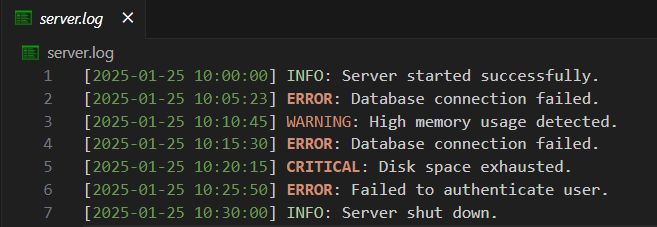 server.log
server.log
1 [2025-01-25 10:00:00] INFO: Server started successfully.
2 [2025-01-25 10:05:23] ERROR: Database connection failed.
3 [2025-01-25 10:10:45] WARNING: High memory usage detected.
4 [2025-01-25 10:15:30] ERROR: Database connection failed.
5 [2025-01-25 10:20:15] CRITICAL: Disk space exhausted.
6 [2025-01-25 10:25:50] ERROR: Failed to authenticate user.
7 [2025-01-25 10:30:00] INFO: Server shut down.